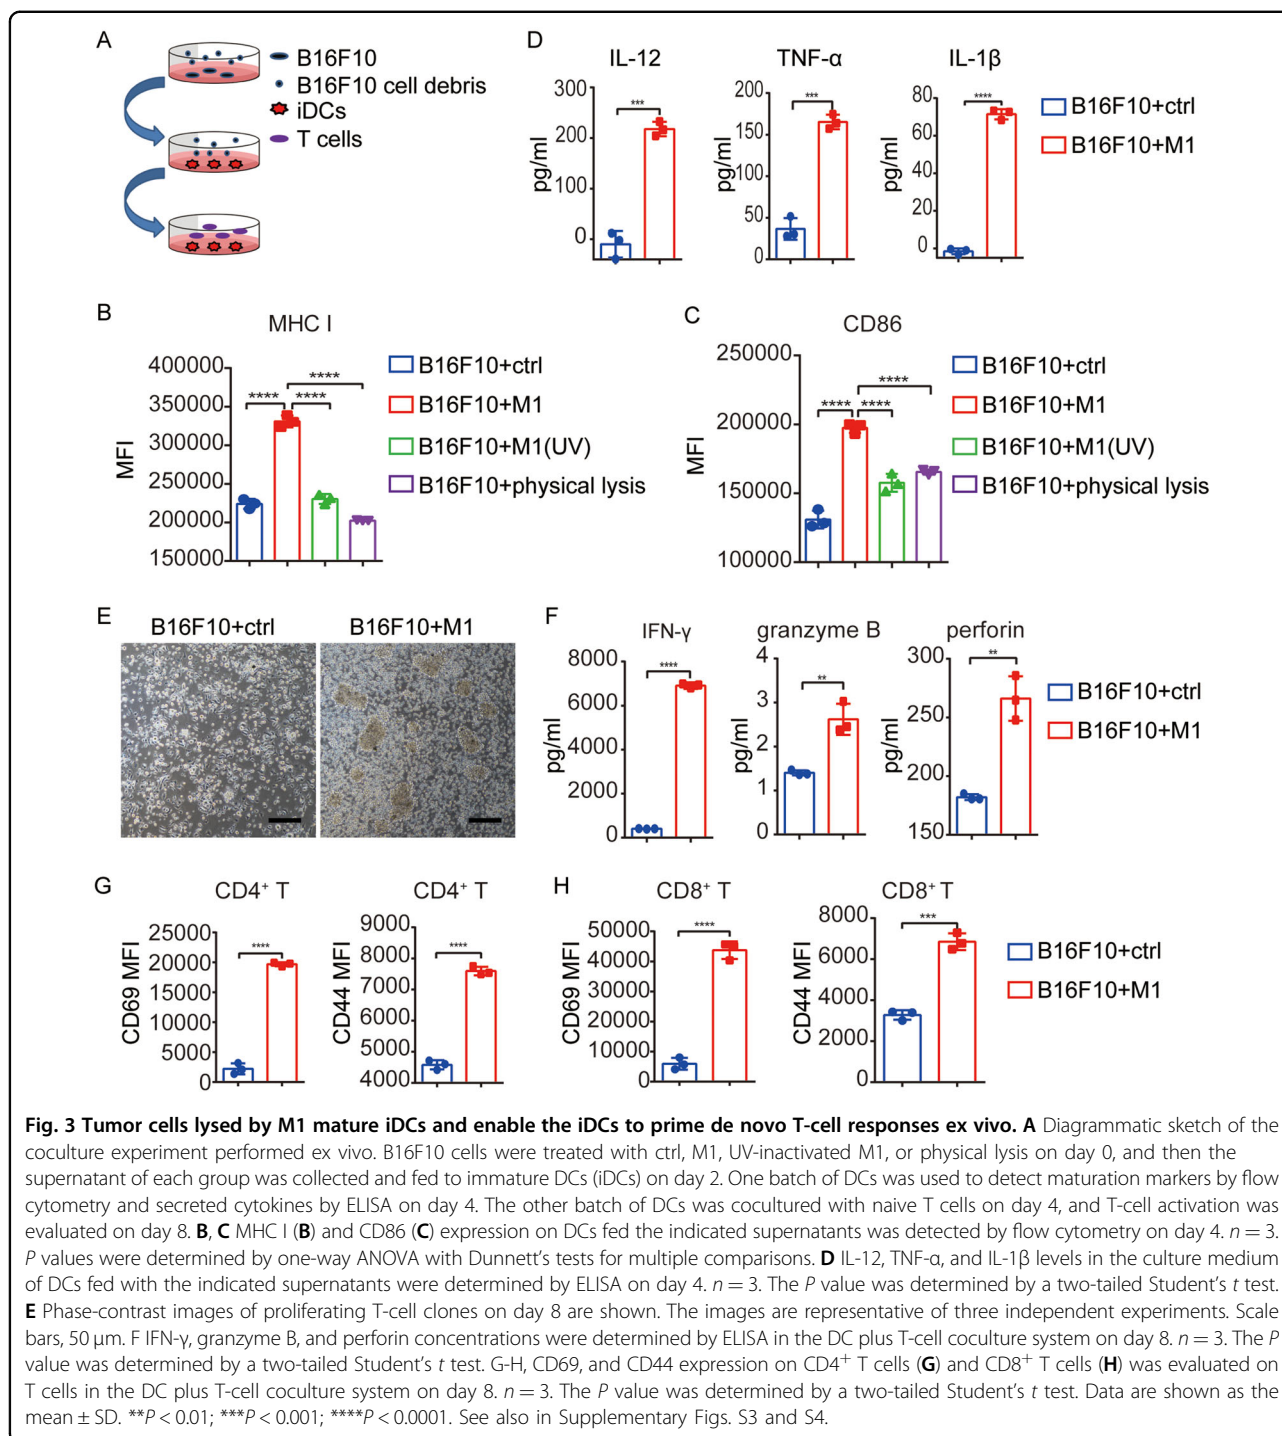 A
B16F10
B16F10 cell debris
iDCs
T cells
D
IL-12
pg/ml
300
200
100
0
***
TNF-α
pg/ml
200
150
100
50
0
***
IL-1β
pg/ml
80
60
40
20
0
****
B16F10+ctrl
B16F10+M1
B
MHC I
MFI
400000
350000
300000
250000
200000
150000
****
****
****
B16F10+ctrl
B16F10+M1
B16F10+M1(UV)
B16F10+physical lysis
C
CD86
MFI
250000
200000
150000
100000
****
****
****
B16F10+ctrl
B16F10+M1
B16F10+M1(UV)
B16F10+physical lysis
E
B16F10+ctrl
B16F10+M1
F
IFN-γ
pg/ml
8000
6000
4000
2000
0
****
granzyme B
pg/ml
4
3
2
1
0
**
perforin
pg/ml
300
250
200
150
**
B16F10+ctrl
B16F10+M1
G
CD4+ T
CD69 MFI
25000
20000
15000
10000
5000
0
****
CD4+ T
CD44 MFI
9000
8000
7000
6000
5000
4000
****
H
CD8+ T
CD69 MFI
50000
40000
30000
20000
10000
0
****
CD8+ T
CD44 MFI
8000
6000
4000
2000
0
***
B16F10+ctrl
B16F10+M1
Fig. 3 Tumor cells lysed by M1 mature iDCs and enable the iDCs to prime de novo T-cell responses ex vivo. A Diagrammatic sketch of the
coculture experiment performed ex vivo. B16F10 cells were treated with ctrl, M1, UV-inactivated M1, or physical lysis on day 0, and then the
supernatant of each group was collected and fed to immature DCs (iDCs) on day 2. One batch of DCs was used to detect maturation markers by flow
cytometry and secreted cytokines by ELISA on day 4. The other batch of DCs was cocultured with naive T cells on day 4, and T-cell activation was
evaluated on day 8. B, C MHC I (B) and CD86 (C) expression on DCs fed the indicated supernatants was detected by flow cytometry on day 4. n = 3.
P values were determined by one-way ANOVA with Dunnett's tests for multiple comparisons. D IL-12, TNF-α, and IL-1β levels in the culture medium
of DCs fed with the indicated supernatants were determined by ELISA on day 4. n = 3. The P value was determined by a two-tailed Student's t test.
E Phase-contrast images of proliferating T-cell clones on day 8 are shown. The images are representative of three independent experiments. Scale
bars, 50 μm. F IFN-γ, granzyme B, and perforin concentrations were determined by ELISA in the DC plus T-cell coculture system on day 8. n = 3. The P
value was determined by a two-tailed Student's t test. G-H, CD69, and CD44 expression on CD4+ T cells (G) and CD8+ T cells (H) was evaluated on
T cells in the DC plus T-cell coculture system on day 8. n = 3. The P value was determined by a two-tailed Student's t test. Data are shown as the
mean ± SD. **P < 0.01; ***P < 0.001; ****P < 0.0001. See also in Supplementary Figs. S3 and S4.